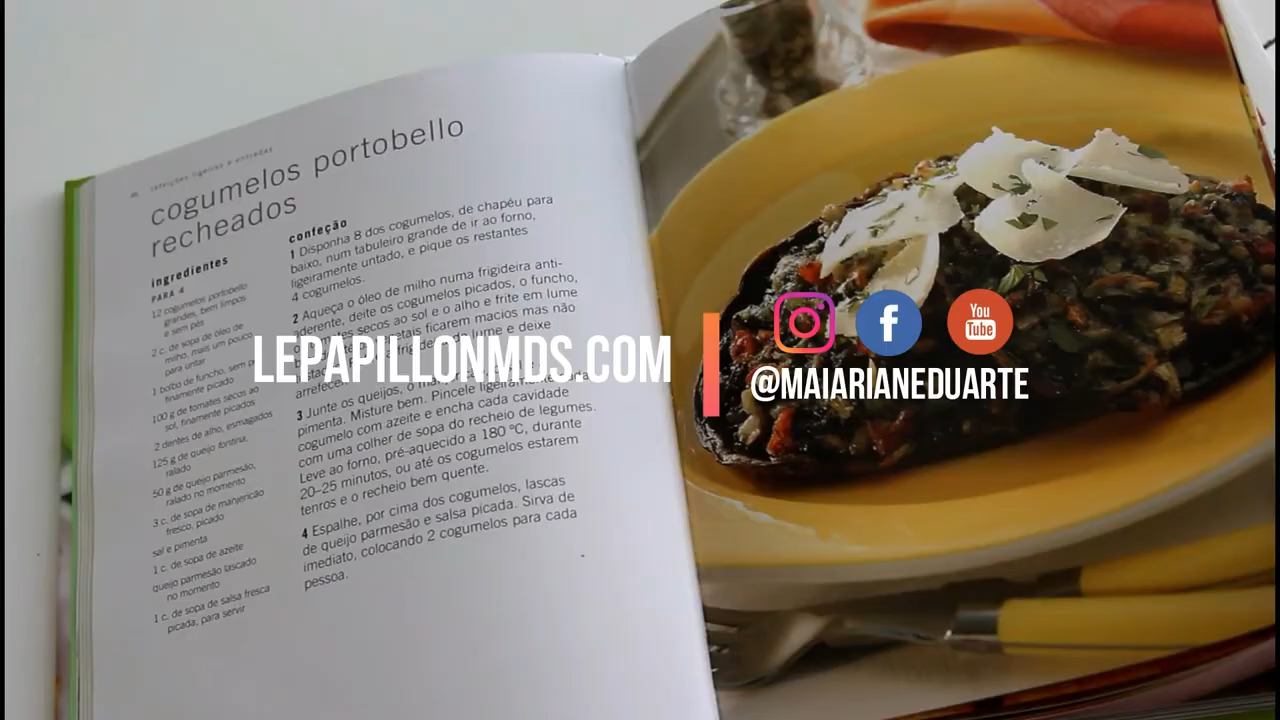 refeições ligeiras e entradas
cogumelos portobello
recheados
ingredientes
PARA 4
12 cogumelos portobello
grandes, bem limpos
e sem pés
2 c. de sopa de óleo de
milho, mais um pouco
para untar
1 bolbo de funcho, sem
finamente picado
100 g de tomates secos ao
sol, finamente picados
2 dentes de alho, esmagados
125 g de queijo fontina,
ralado
50 g de queijo parmesão,
ralado no momento
3 c. de sopa de manjericão
fresco, picado
sal e pimenta
1 c. de sopa de azeite
queijo parmesão lascado
no momento
1 c. de sopa de salsa fresca
picada, para servir
confeção
1 Disponha 8 dos cogumelos, de chapéu para
baixo, num tabuleiro grande de ir ao forno,
ligeiramente untado, e pique os restantes
4 cogumelos.
2 Aqueça o óleo de milho numa frigideira anti-
aderente, deite os cogumelos picados, o funcho,
secos ao sol e o alho e frite em lume
ficarem macios mas não
lume e deixe
3 Junte os queijos, o
pimenta. Misture bem. Pincele ligeiramente cada
cogumelo com azeite e encha cada cavidade
com uma colher de sopa do recheio de legumes.
Leve ao forno, pré-aquecido a 180 ºC, durante
20–25 minutos, ou até os cogumelos estarem
tenros e o recheio bem quente.
4 Espalhe, por cima dos cogumelos, lascas
de queijo parmesão e salsa picada. Sirva de
imediato, colocando 2 cogumelos para cada
pessoa.
LEPAPILLONMDS.COM
You
Tube
@MAIARIANEDUARTE